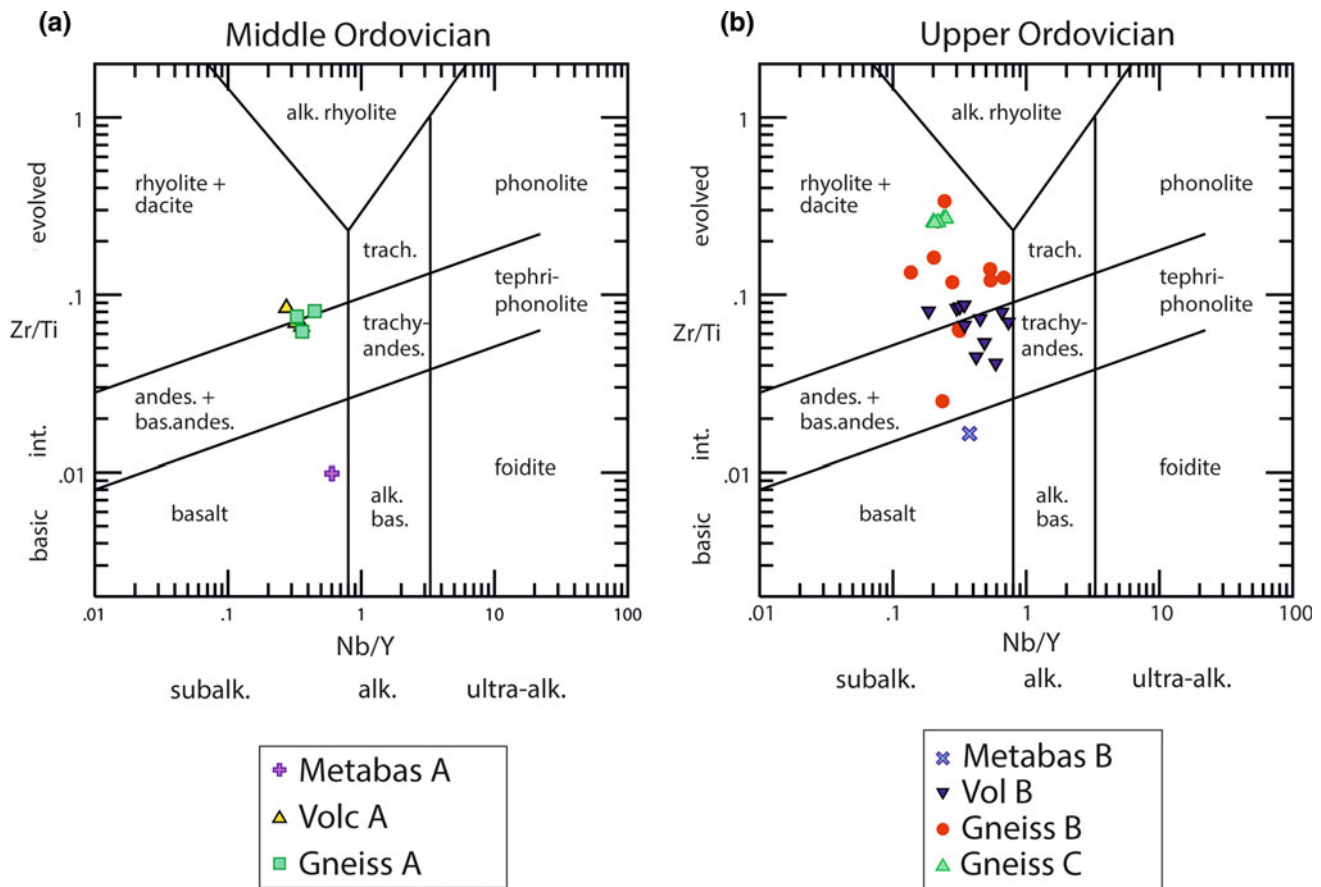 (a)
Middle Ordovician
alk. rhyolite
rhyolite +
dacite
phonolite
trach.
tephri-
phonolite
trachy-
andes.
andes. +
bas.andes.
foidite
basalt
alk.
bas.
1
.1
Zr/Ti
.01
evolved
int.
basic
.01
.1
1
10
100
Nb/Y
subalk.
alk.
ultra-alk.
Metabas A
Volc A
Gneiss A
(b)
Upper Ordovician
alk. rhyolite
rhyolite +
dacite
phonolite
trach.
tephri-
phonolite
trachy-
andes.
andes. +
bas.andes.
foidite
basalt
alk.
bas.
1
.1
Zr/Ti
.01
evolved
int.
basic
.01
.1
1
10
100
Nb/Y
subalk.
alk.
ultra-alk.
Metabas B
Vol B
Gneiss B
Gneiss C